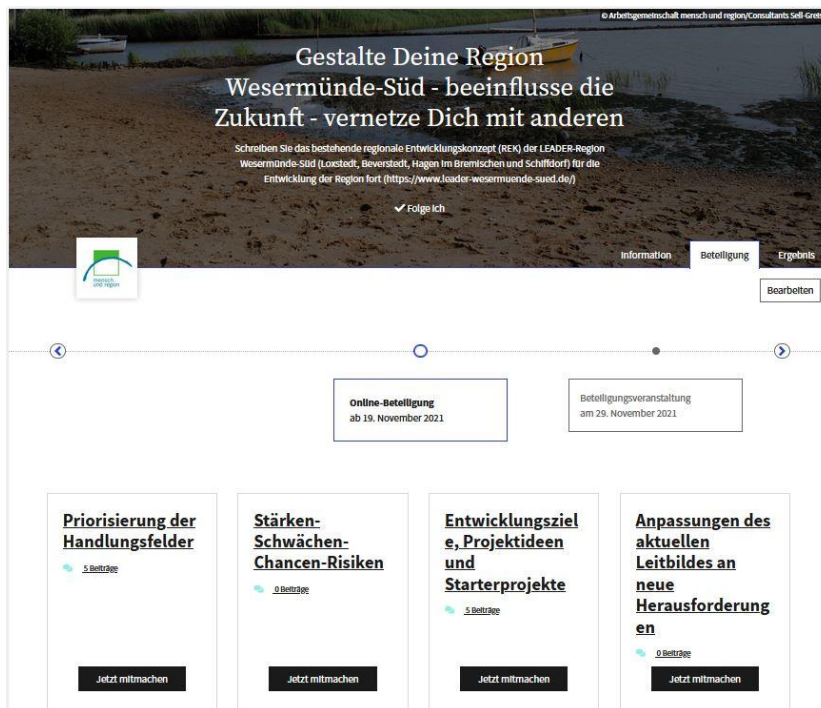 © Arbeitsgemeinschaft mensch und region/Consultants Sell-Greis
Gestalte Deine Region
Wesermünde-Süd - beeinflusse die
Zukunft - vernetze Dich mit anderen
Schreiben Sie das bestehende regionale Entwicklungskonzept (REK) der LEADER-Region
Wesermünde-Süd (Loxstedt, Beverstedt, Hagen im Bremischen und Schiffdorf) für die
Entwicklung der Region fort (https://www.leader-wesermuende-sued.de/)
Folge ich
mensch
und region
Information
Beteiligung
Ergebnis
Bearbeiten
Online-Beteiligung
ab 19. November 2021
Beteiligungsveranstaltung
am 29. November 2021
Priorisierung der
Handlungsfelder
5 Beiträge
Jetzt mitmachen
Stärken-
Schwächen-
Chancen-Risiken
0 Beiträge
Jetzt mitmachen
Entwicklungsziel
e, Projektideen
und
Starterprojekte
5 Beiträge
Jetzt mitmachen
Anpassungen des
aktuellen
Leitbildes an
neue
Herausforderung
en
0 Beiträge
Jetzt mitmachen